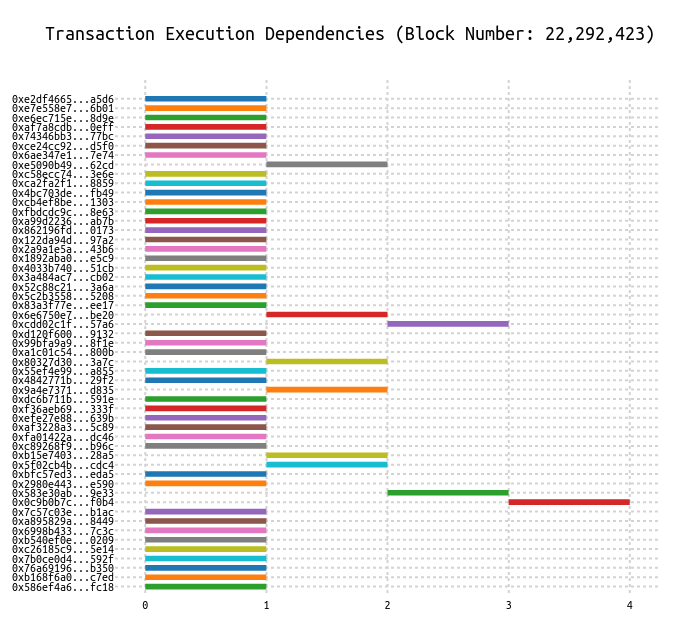 Transaction Execution Dependencies (Block Number: 22,292,423)
0xe2df4665...a5d6
0xe7e558e7...6b01
0xe6ec715e...8d9e
0xaf7a8cdb...0eff
0x74346bb3...77bc
0xce24cc92...d5f0
0x6ae347e1...7e74
0xe5090b49...62cd
0xc58ecc74...3e6e
0xca2fa2f1...8859
0x4bc703de...fb49
0xcb4ef8be...1303
0xfbdcdc9c...8e63
0xa99d2236...ab7b
0x862196fd...0173
0x122da94d...97a2
0x2a9a1e5a...43b6
0x1892aba0...e5c9
0x4033b740...51cb
0x3a484ac7...cb02
0x52c88c21...3a6a
0x5c2b3558...5208
0x83a3f77e...ee17
0x6e6750e7...be20
0xcdd02c1f...57a6
0xd120f600...9132
0x99bfa9a9...8f1e
0xa1c01c54...800b
0x80327d30...3a7c
0x55ef4e99...a855
0x4842771b...29f2
0x9a4e7371...d835
0xdc6b711b...591e
0xf36aeb69...333f
0xefe27e88...639b
0xaf3228a3...5c89
0xfa01422a...dc46
0xc89268f9...b96c
0xb15e7403...28a5
0x5f02cb4b...cdc4
0xbfc57ed3...eda5
0x2980e443...e590
0x583e30ab...9e33
0x0c9b0b7c...f0b4
0x7c57c03e...b1ac
0xa895829a...8449
0x6998b433...7c3c
0xb540ef0e...0209
0xc26185c9...5e14
0x7b0ce0d4...592f
0x76a69196...b350
0xb168f6a0...c7ed
0x586ef4a6...fc18
0 1 2 3 4